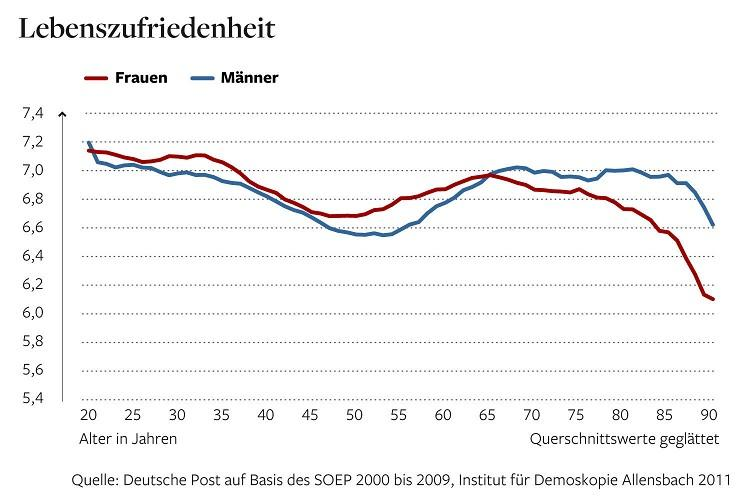 Lebenszufriedenheit
Frauen Männer
7,4
7,2
7,0
6,8
6,6
6,4
6,2
6,0
5,8
5,6
5,4
20 25 30 35 40 45 50 55 60 65 70 75 80 85 90
Alter in Jahren Querschnittswerte geglättet
Quelle: Deutsche Post auf Basis des SOEP 2000 bis 2009, Institut für Demoskopie Allensbach 2011